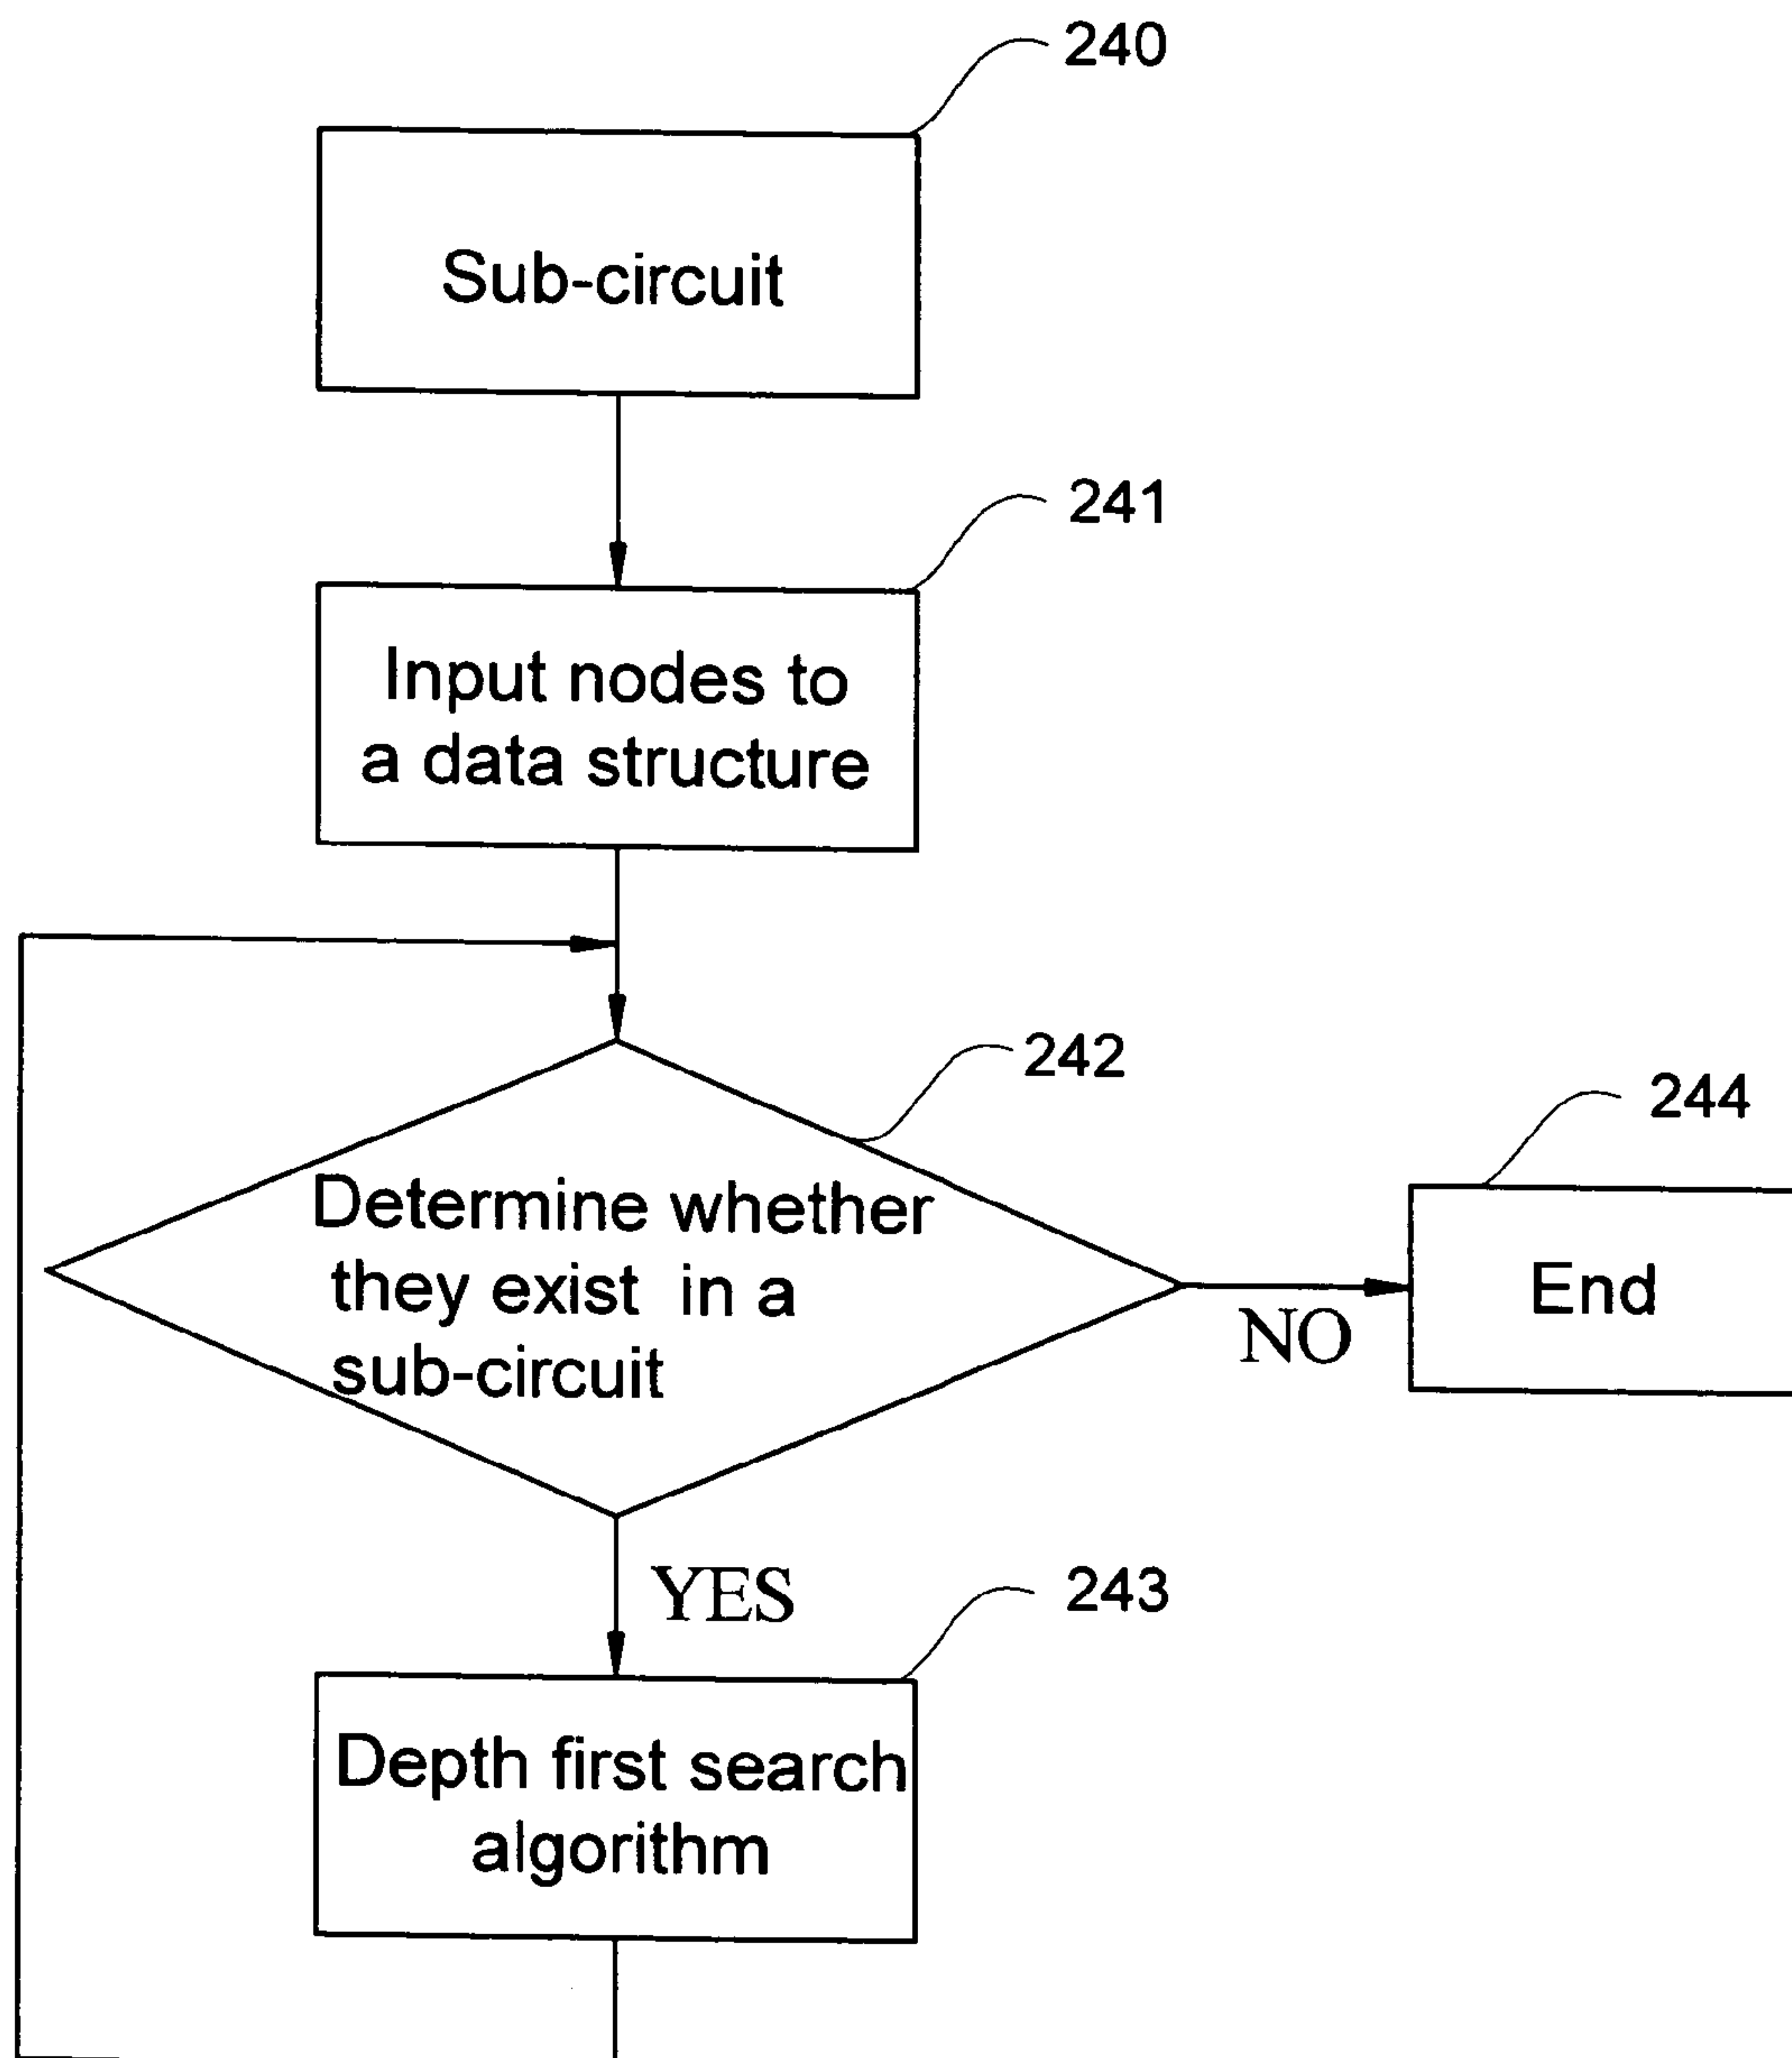 240
Sub-circuit
241
Input nodes to
a data structure
242
Determine whether
they exist in a
sub-circuit
244
End
NO
YES
243
Depth first search
algorithm